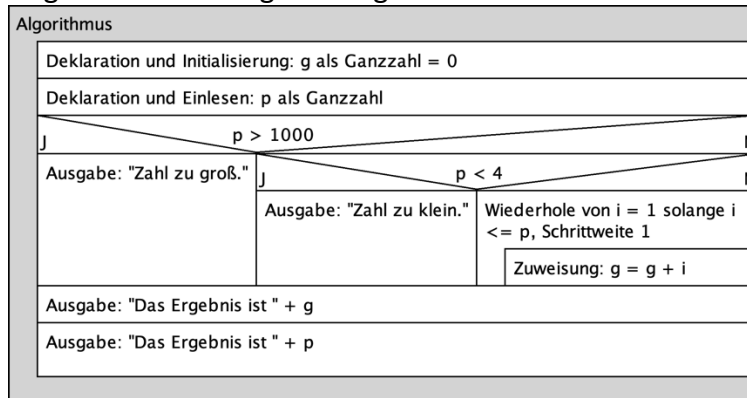 Algorithmus
Deklaration und Initialisierung: g als Ganzzahl = 0
Deklaration und Einlesen: p als Ganzzahl
p > 1000
J
Ausgabe: "Zahl zu groß."
p < 4
J
Ausgabe: "Zahl zu klein."
Wiederhole von i = 1 solange i
<= p, Schrittweite 1
Zuweisung: g = g + i
Ausgabe: "Das Ergebnis ist " + g
Ausgabe: "Das Ergebnis ist " + p